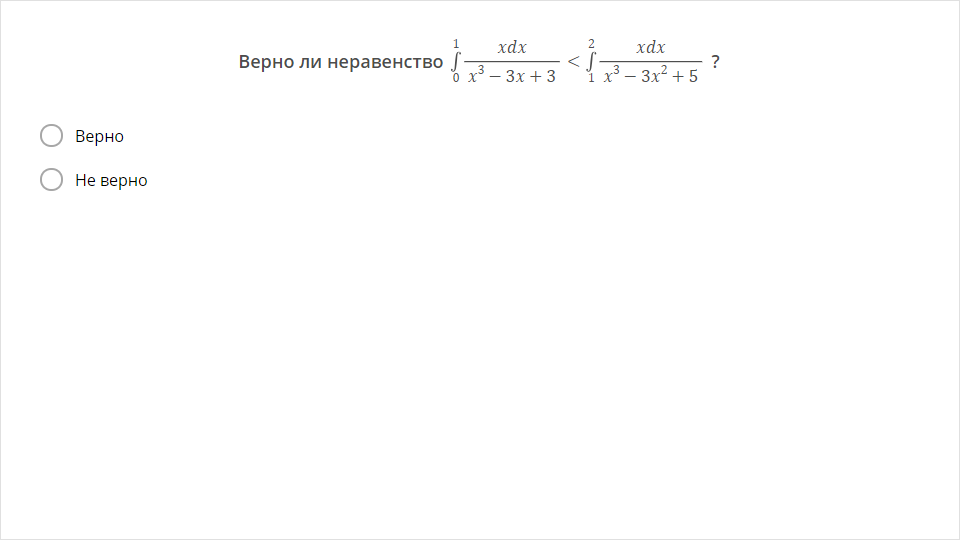 Верно ли неравенство ∫₀¹ xdx / (x³ − 3x + 3) < ∫₁² xdx / (x³ − 3x² + 5) ?
Верно
Не верно